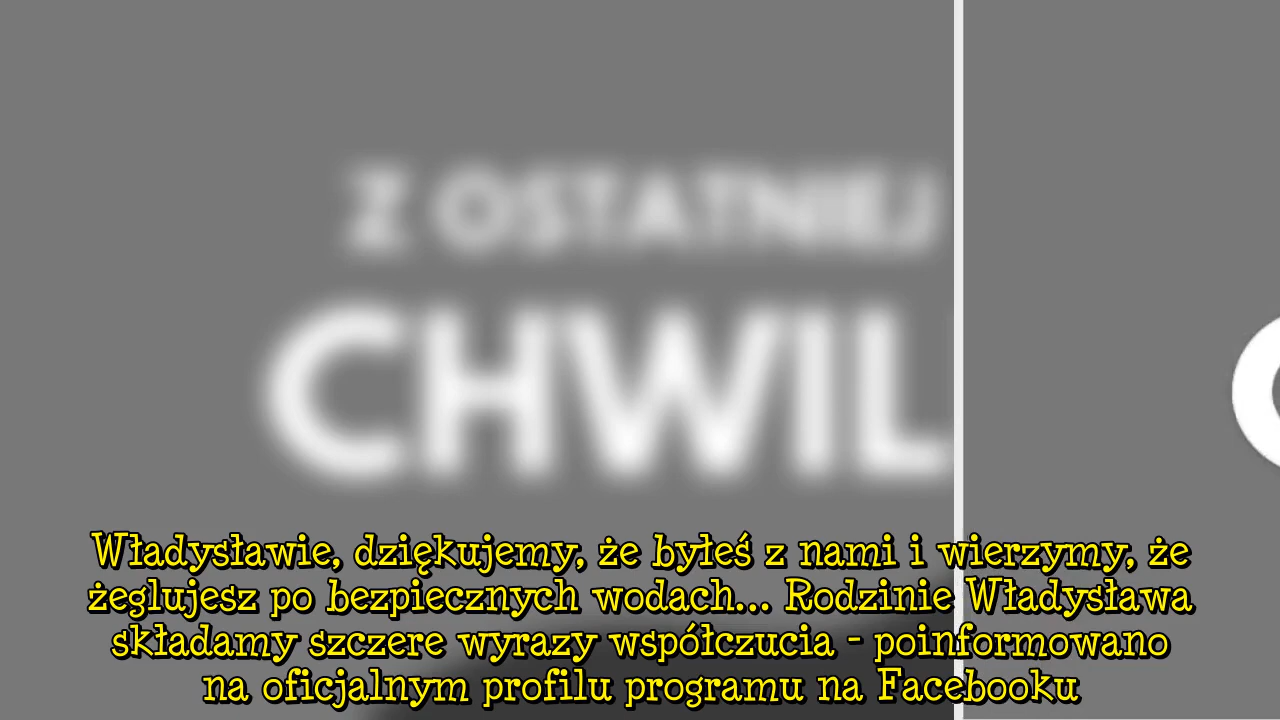 Z OSTATNIEJ
CHWIL
Władysławie, dziękujemy, że byłeś z nami i wierzymy, że
żeglujesz po bezpiecznych wodach... Rodzinie Władysława
składamy szczere wyrazy współczucia - poinformowano
na oficjalnym profilu programu na Facebooku